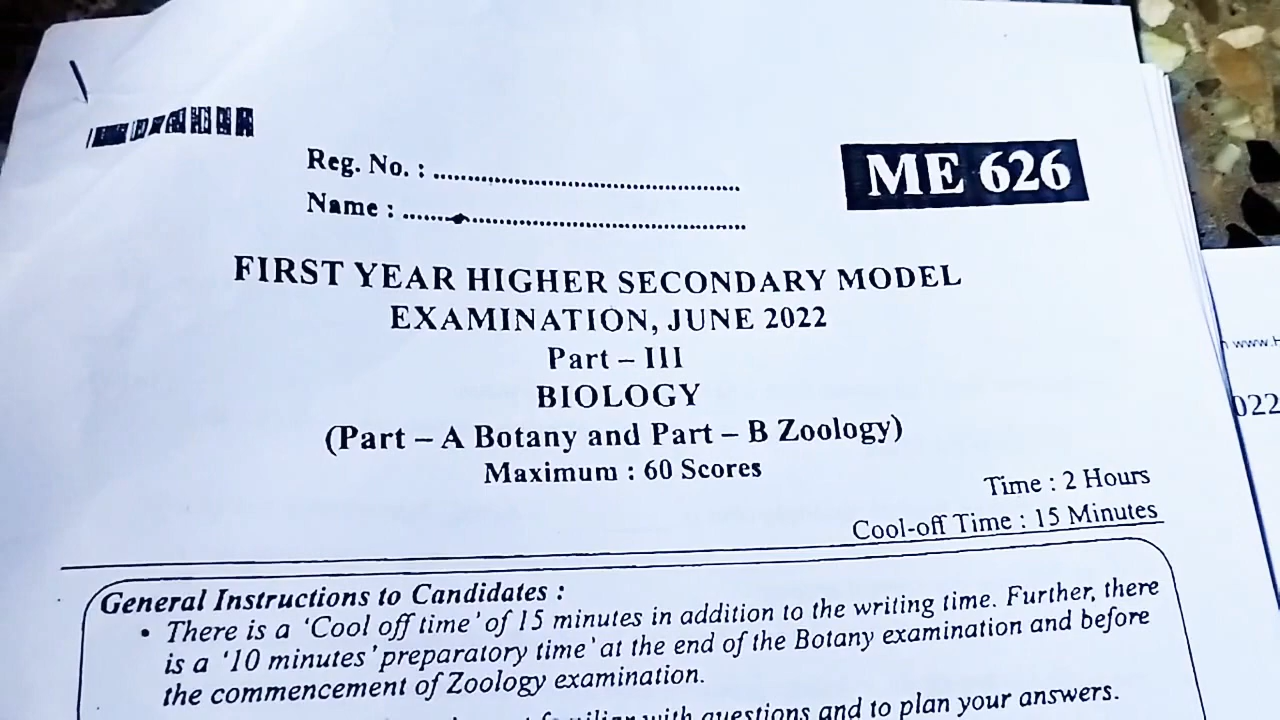 Reg. No. : ..........................................
Name : ..............................................
ME 626
FIRST YEAR HIGHER SECONDARY MODEL
EXAMINATION, JUNE 2022
Part – III
BIOLOGY
(Part – A Botany and Part – B Zoology)
Maximum : 60 Scores
Time : 2 Hours
Cool-off Time : 15 Minutes
General Instructions to Candidates :
• There is a ‘Cool off time’ of 15 minutes in addition to the writing time. Further, there
is a ‘10 minutes’ preparatory time’ at the end of the Botany examination and before
the commencement of Zoology examination.
with questions and to plan your answers.
www.
022